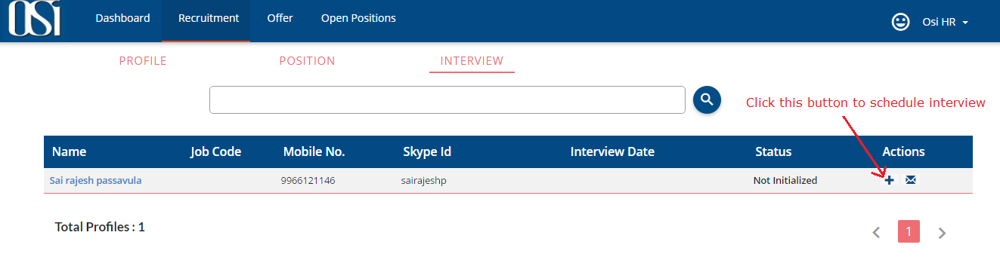 OSi Dashboard Recruitment Offer Open Positions Osi HR
PROFILE POSITION INTERVIEW
Click this button to schedule interview
Name Job Code Mobile No. Skype Id Interview Date Status Actions
Sai rajesh passavula 9966121146 sairajeshp Not Initialized
Total Profiles : 1
1